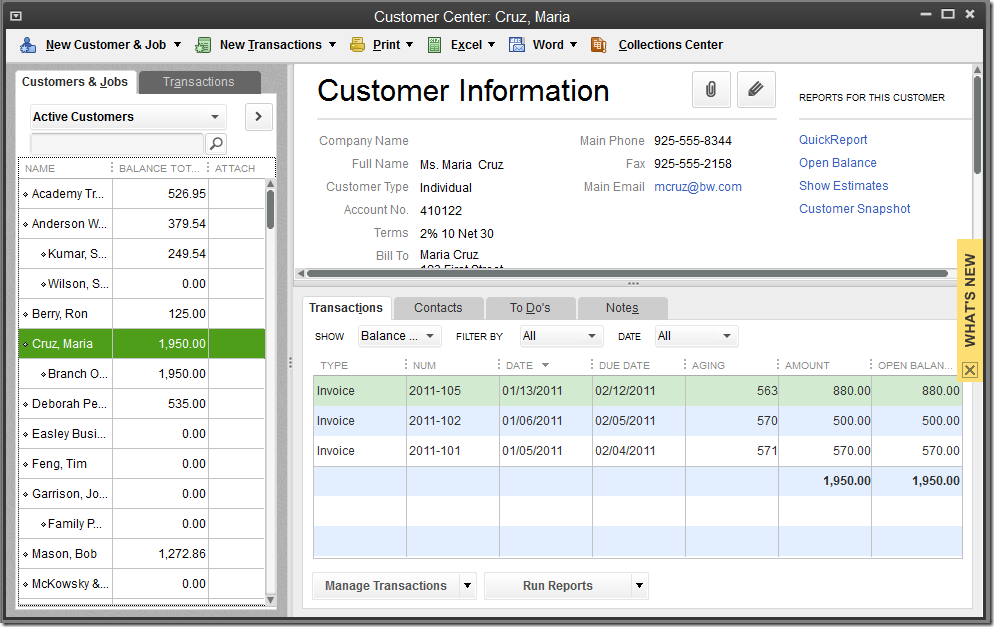 Customer Center: Cruz, Maria
New Customer & Job New Transactions Print Excel Word Collections Center
Customers & Jobs Transactions
Active Customers
NAME BALANCE TOT... ATTACH
Academy Tr... 526.95
Anderson W... 379.54
Kumar, S... 249.54
Wilson, S... 0.00
Berry, Ron 125.00
Cruz, Maria 1,950.00
Branch O... 1,950.00
Deborah Pe... 535.00
Easley Busi... 0.00
Feng, Tim 0.00
Garrison, Jo... 0.00
Family P... 0.00
Mason, Bob 1,272.86
McKowsky &... 0.00
Customer Information
Company Name
Full Name Ms. Maria Cruz
Customer Type Individual
Account No. 410122
Terms 2% 10 Net 30
Bill To Maria Cruz
123 First Street
Main Phone 925-555-8344
Fax 925-555-2158
Main Email mcruz@bw.com
REPORTS FOR THIS CUSTOMER
QuickReport
Open Balance
Show Estimates
Customer Snapshot
WHAT'S NEW
Transactions Contacts To Do's Notes
SHOW Balance ... FILTER BY All DATE All
TYPE NUM DATE DUE DATE AGING AMOUNT OPEN BALAN...
Invoice 2011-105 01/13/2011 02/12/2011 563 880.00 880.00
Invoice 2011-102 01/06/2011 02/05/2011 570 500.00 500.00
Invoice 2011-101 01/05/2011 02/04/2011 571 570.00 570.00
1,950.00 1,950.00
Manage Transactions Run Reports